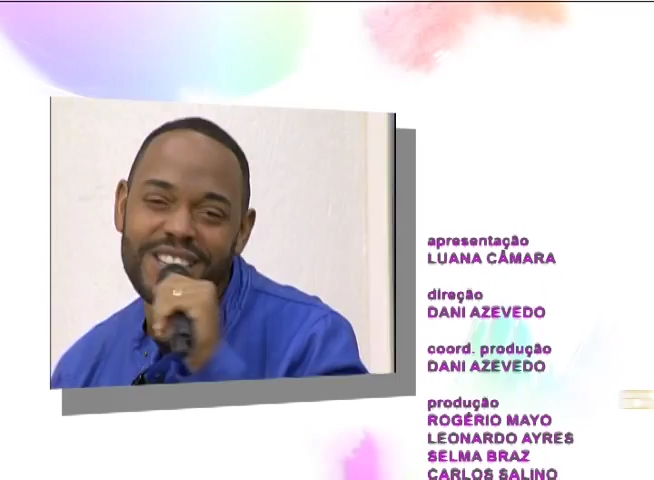 apresentação
LUANA CÂMARA
direção
DANI AZEVEDO
coord. produção
DANI AZEVEDO
produção
ROGÉRIO MAYO
LEONARDO AYRES
SELMA BRAZ
CARLOS SALINO